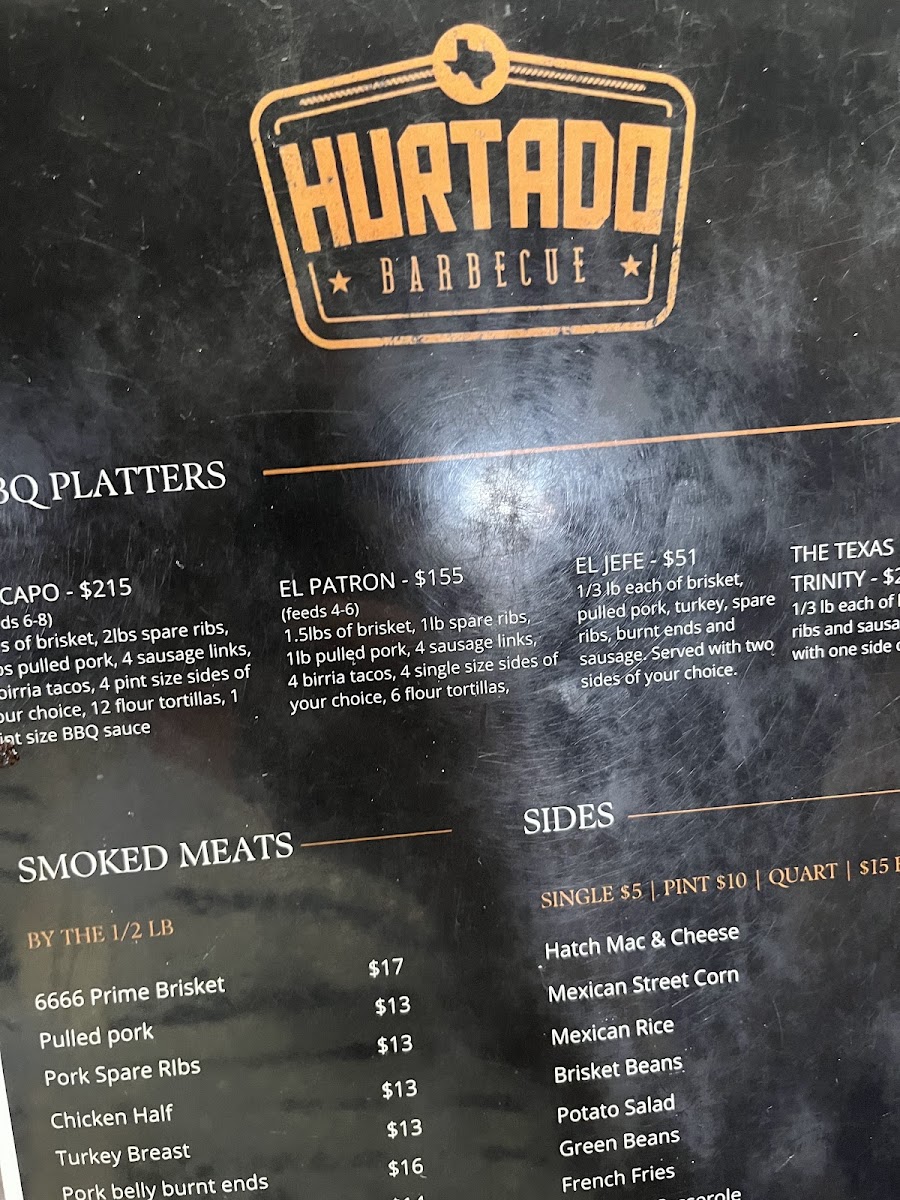 HURTADO
BARBECUE
BQ PLATTERS
CAPO - $215
ds 6-8)
s of brisket, 2lbs spare ribs,
os pulled pork, 4 sausage links,
birria tacos, 4 pint size sides of
our choice, 12 flour tortillas, 1
int size BBQ sauce
EL PATRON - $155
(feeds 4-6)
1.5lbs of brisket, 1lb spare ribs,
1lb pulled pork, 4 sausage links,
4 birria tacos, 4 single size sides of
your choice, 6 flour tortillas,
EL JEFE - $51
1/3 lb each of brisket,
pulled pork, turkey, spare
ribs, burnt ends and
sausage. Served with two
sides of your choice.
THE TEXAS
TRINITY - $2
1/3 lb each of
ribs and sausa
with one side
SMOKED MEATS
BY THE 1/2 LB
6666 Prime Brisket $17
Pulled pork $13
Pork Spare RIbs $13
Chicken Half $13
Turkey Breast $13
Pork belly burnt ends $16
SIDES
SINGLE $5 | PINT $10 | QUART | $15
Hatch Mac & Cheese
Mexican Street Corn
Mexican Rice
Brisket Beans
Potato Salad
Green Beans
French Fries